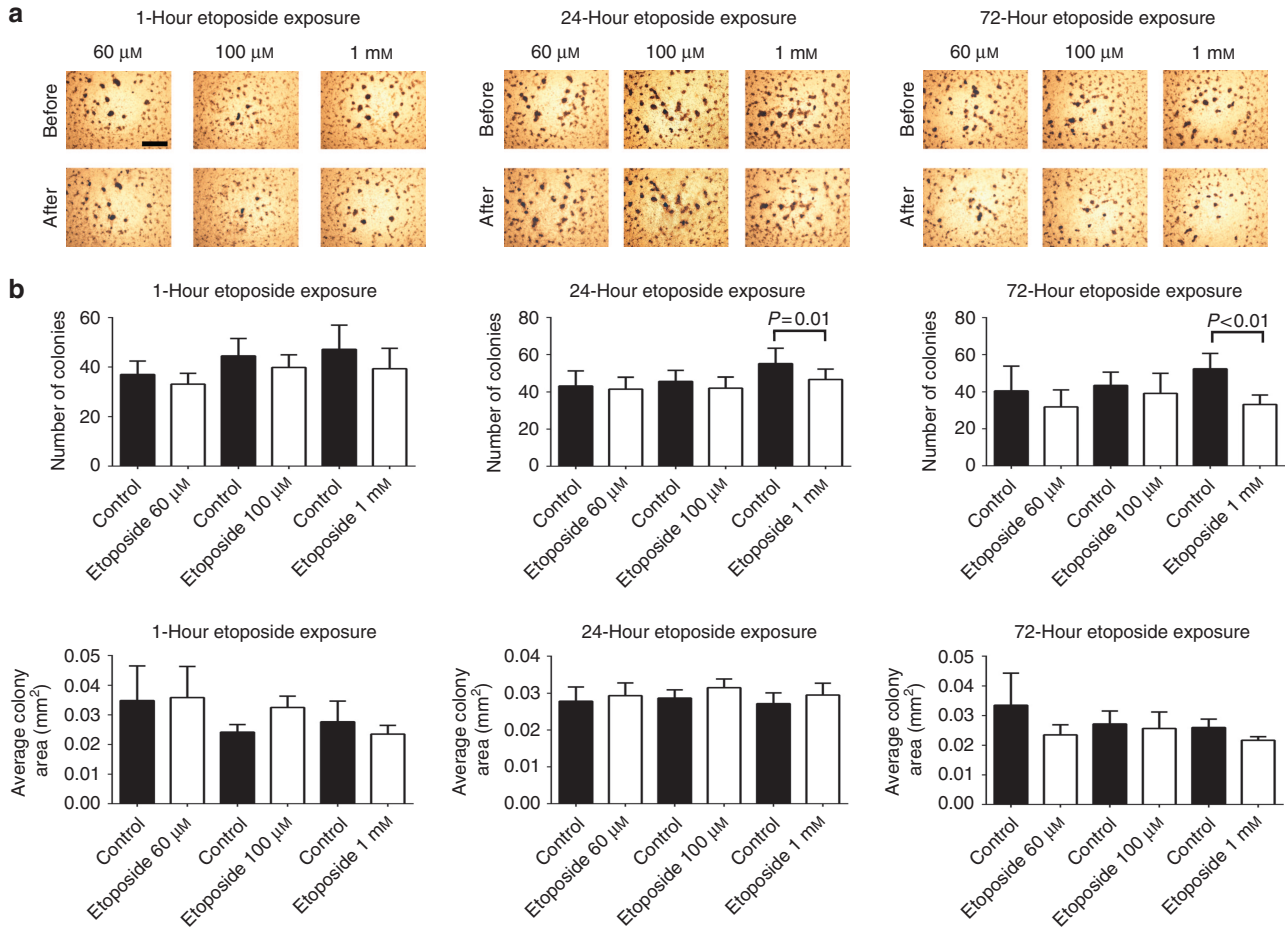 a
1-Hour etoposide exposure
24-Hour etoposide exposure
72-Hour etoposide exposure
60 μM
100 μM
1 mM
60 μM
100 μM
1 mM
60 μM
100 μM
1 mM
Before
After
Before
After
Before
After
b
1-Hour etoposide exposure
Number of colonies
60
40
20
0
Control
Etoposide 60 μM
Control
Etoposide 100 μM
Control
Etoposide 1 mM
24-Hour etoposide exposure
Number of colonies
80
60
40
20
0
P=0.01
Control
Etoposide 60 μM
Control
Etoposide 100 μM
Control
Etoposide 1 mM
72-Hour etoposide exposure
Number of colonies
80
60
40
20
0
P<0.01
Control
Etoposide 60 μM
Control
Etoposide 100 μM
Control
Etoposide 1 mM
1-Hour etoposide exposure
Average colony
area (mm²)
0.05
0.04
0.03
0.02
0.01
0.00
Control
Etoposide 60 μM
Control
Etoposide 100 μM
Control
Etoposide 1 mM
24-Hour etoposide exposure
Average colony
area (mm²)
0.04
0.03
0.02
0.01
0.00
Control
Etoposide 60 μM
Control
Etoposide 100 μM
Control
Etoposide 1 mM
72-Hour etoposide exposure
Average colony
area (mm²)
0.05
0.04
0.03
0.02
0.01
0.00
Control
Etoposide 60 μM
Control
Etoposide 100 μM
Control
Etoposide 1 mM